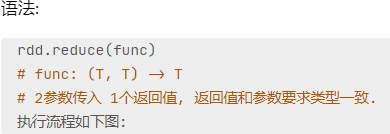 语法:
rdd.reduce(func)
# func: (T, T) → T
# 2参数传入 1个返回值, 返回值和参数要求类型一致.
执行流程如下图: